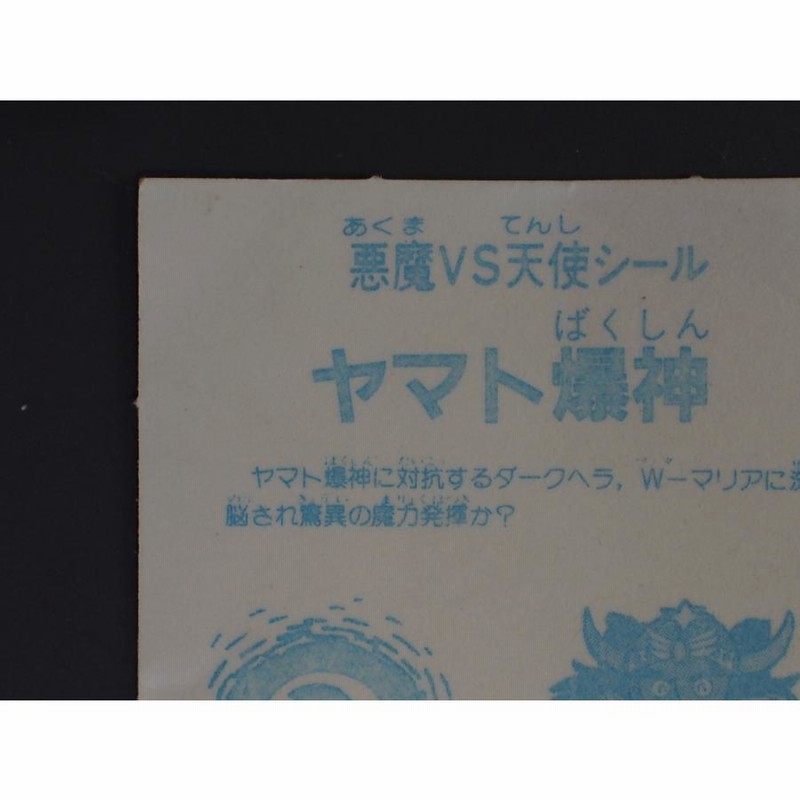 あくま てんし
悪魔VS天使シール
ばくしん
ヤマト爆神
ヤマト爆神に対抗するダークヘラ,W-マリアに洗
脳され驚異の魔力発揮か?